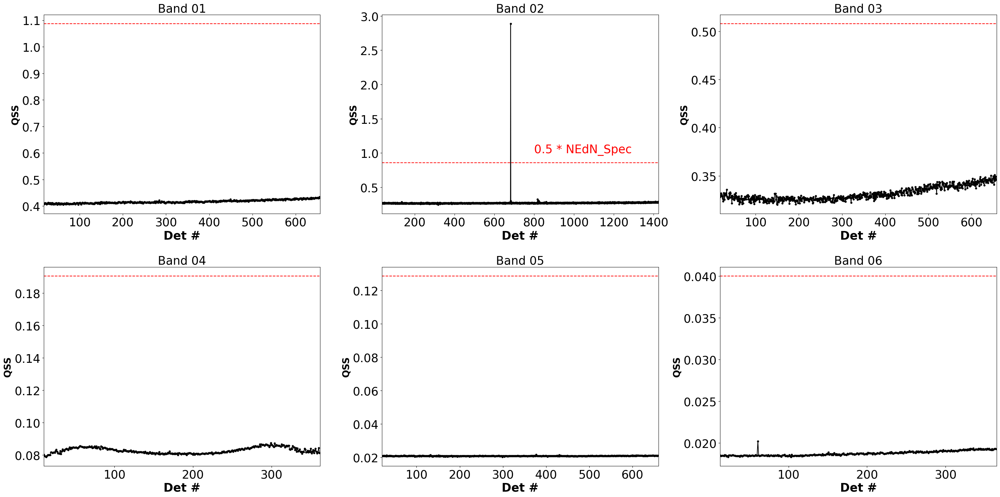 Band 01
1.1
1.0
0.9
0.8
0.7
0.6
0.5
0.4
QSS
100 200 300 400 500 600
Det #
Band 02
3.0
2.5
2.0
1.5
1.0
0.5
QSS
0.5 * NEdN_Spec
200 400 600 800 1000 1200 1400
Det #
Band 03
0.50
0.45
0.40
0.35
QSS
100 200 300 400 500 600
Det #
Band 04
0.18
0.16
0.14
0.12
0.10
0.08
QSS
100 200 300
Det #
Band 05
0.12
0.10
0.08
0.06
0.04
0.02
QSS
100 200 300 400 500 600
Det #
Band 06
0.040
0.035
0.030
0.025
0.020
QSS
100 200 300
Det #